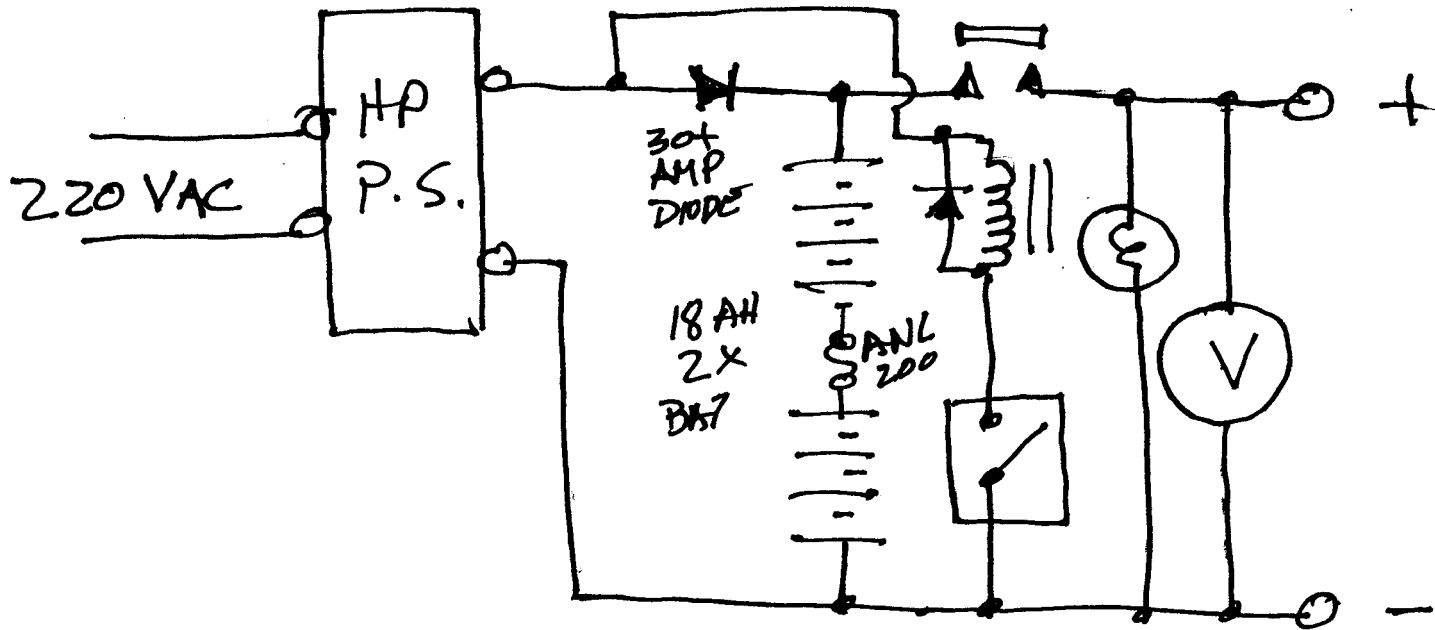 HP
P.S.
220 VAC
30+
AMP
DIODE
18 AH
2X
BAT
ANL
200
V
+
-